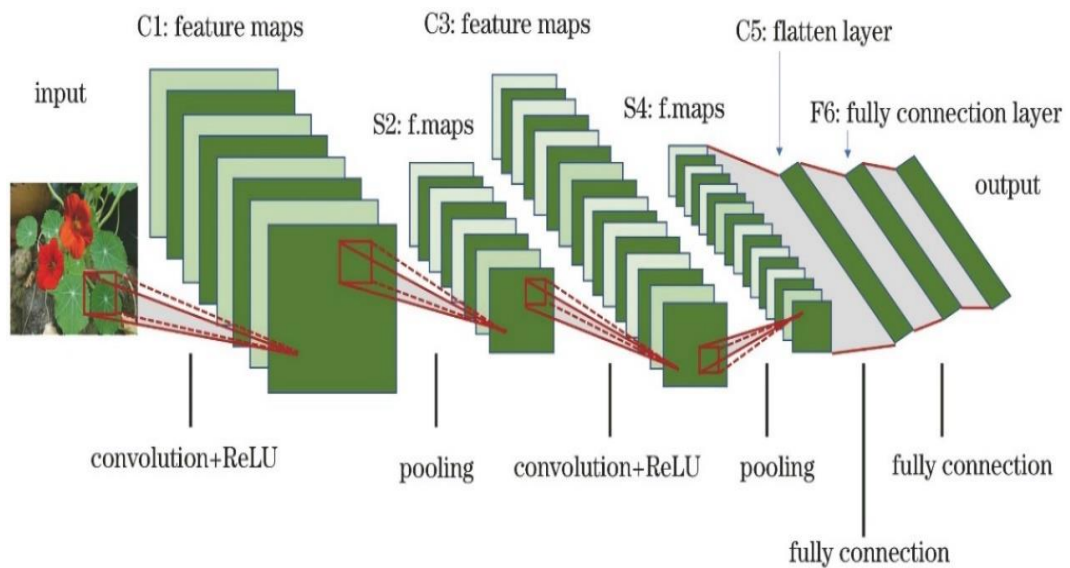 C1: feature maps
C3: feature maps
C5: flatten layer
input
S2: f.maps
S4: f.maps
F6: fully connection layer
output
convolution+ReLU
pooling
convolution+ReLU
pooling
fully connection
fully connection